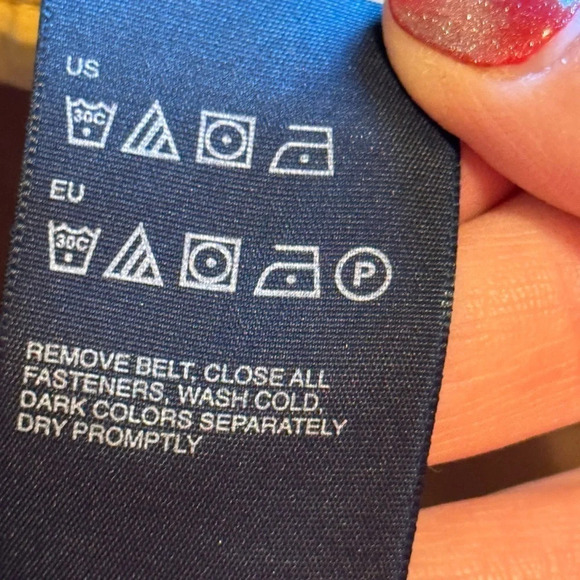 US
30C
EU
30C P
REMOVE BELT, CLOSE ALL
FASTENERS, WASH COLD,
DARK COLORS SEPARATELY
DRY PROMPTLY